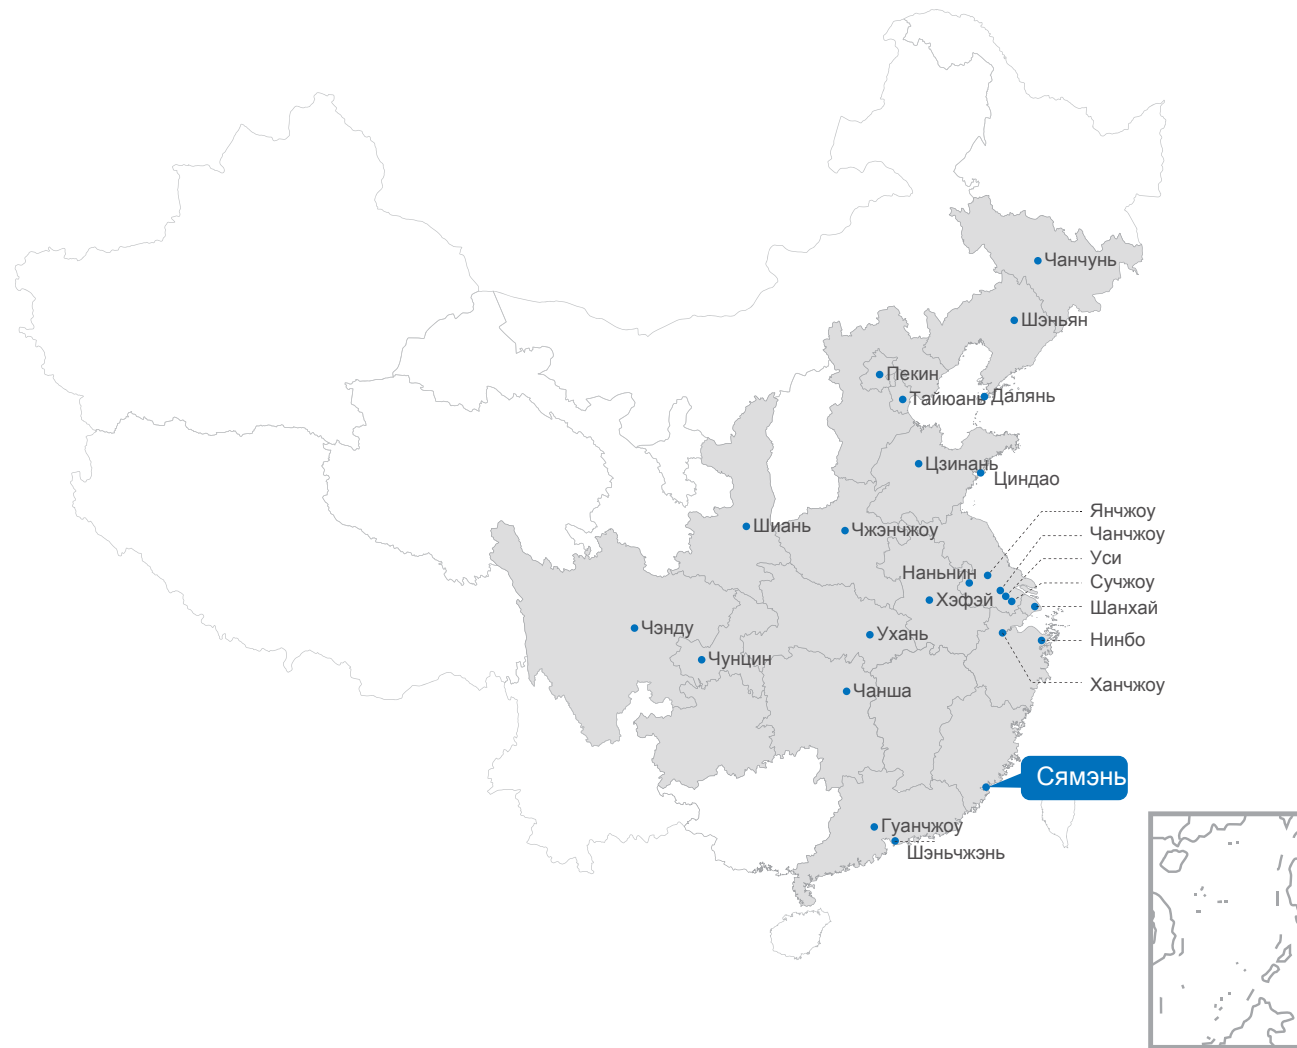 Чанчунь
Шэньян
Пекин
Тайюань
Далянь
Цзинань
Циндао
Янчжоу
Шиань
Чжэнчжоу
Чанчжоу
Уси
Наньнин
Сучжоу
Хэфэй
Шанхай
Чэнду
Ухань
Нинбо
Чунцин
Ханчжоу
Чанша
Сямэнь
Гуанчжоу
Шэньчжэнь